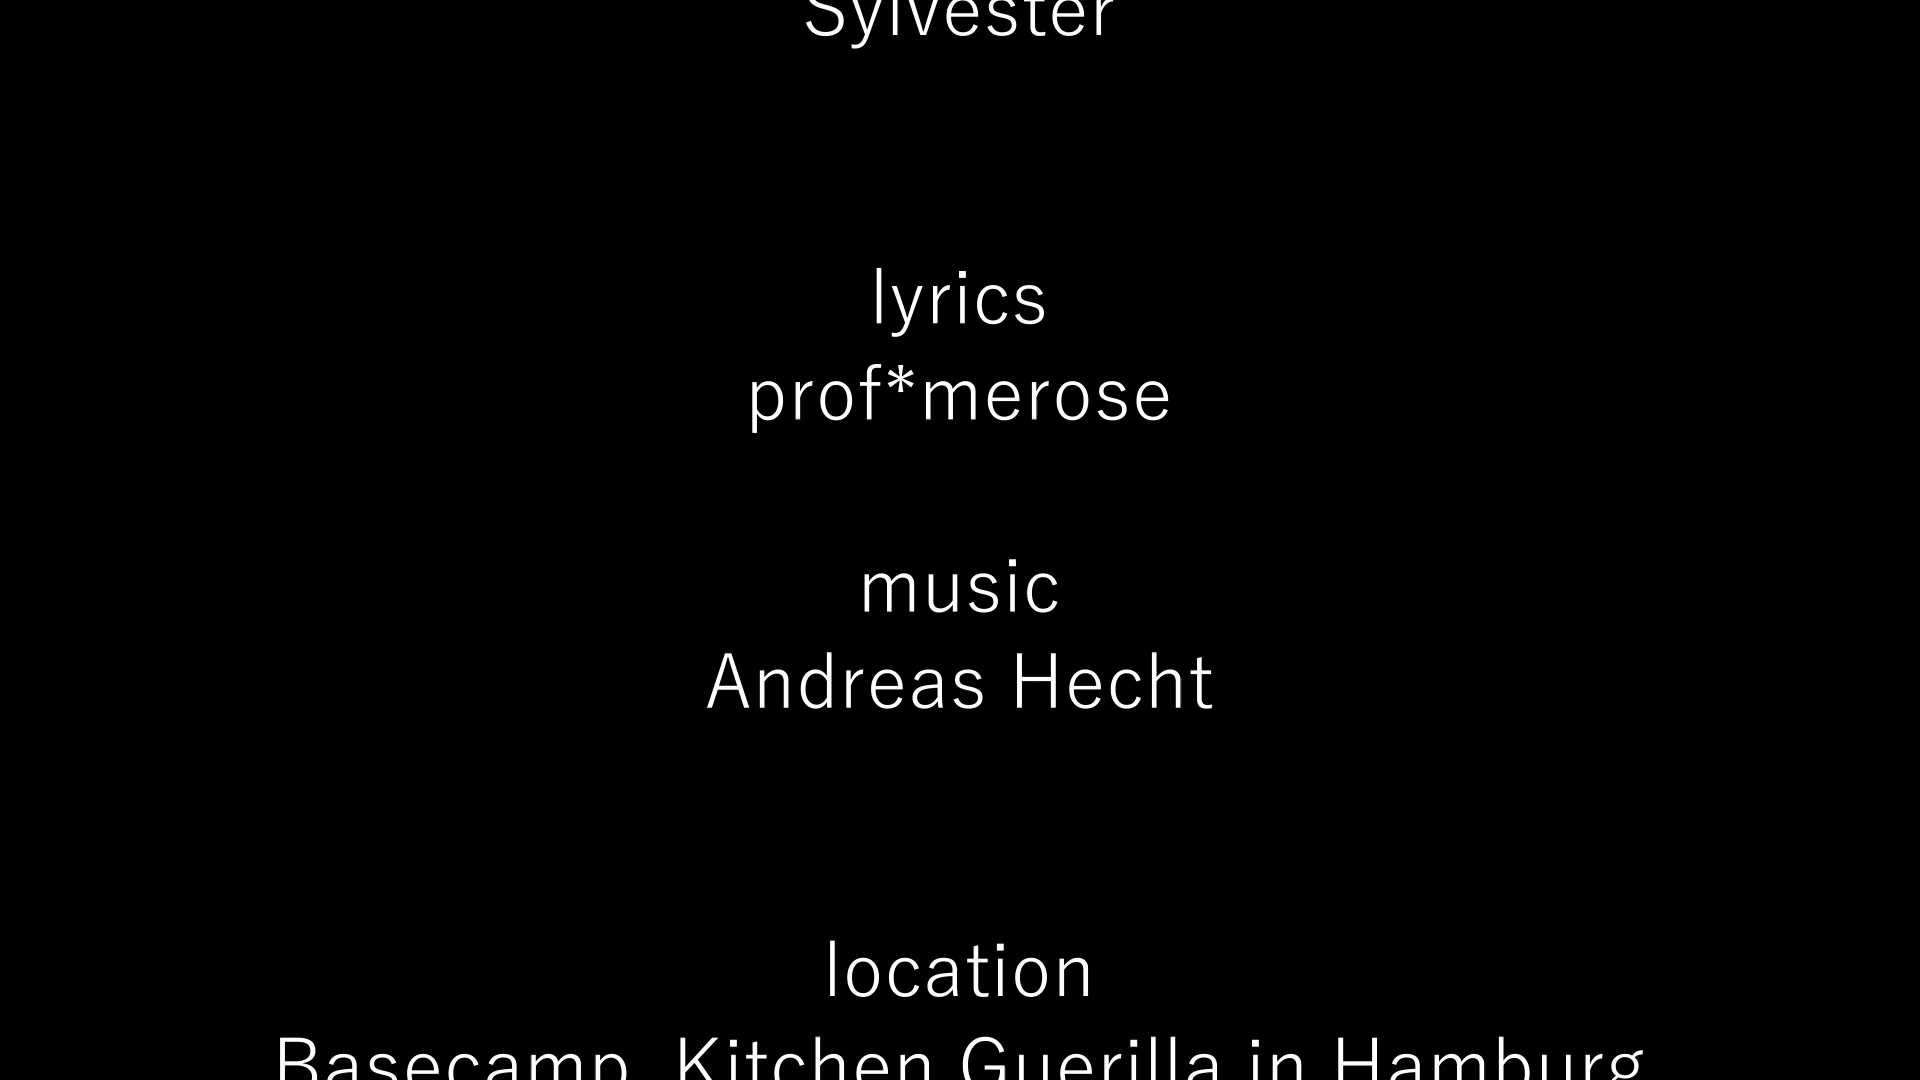 Sylvester
lyrics
prof*merose
music
Andreas Hecht
location
Basecamp, Kitchen Guerilla in Hamburg